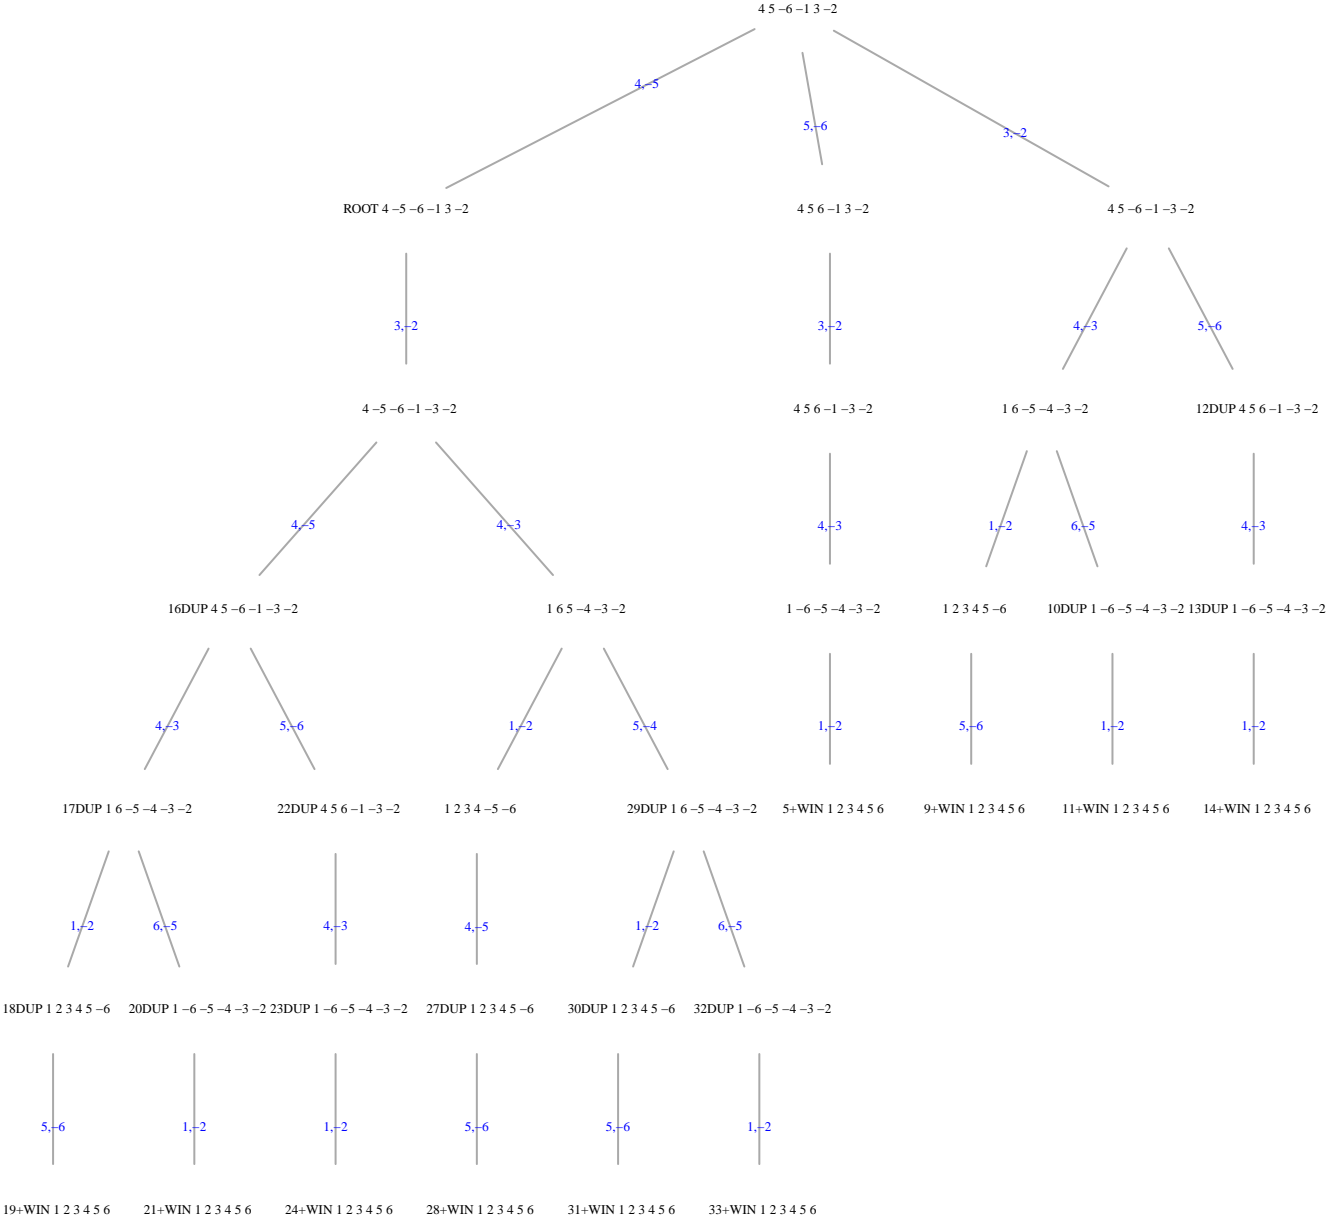 4 5 −6 −1 3 −2
4,−5
5,−6
3,−2
ROOT 4 −5 −6 −1 3 −2
4 5 6 −1 3 −2
4 5 −6 −1 −3 −2
3,−2
3,−2
4,−3
5,−6
4 −5 −6 −1 −3 −2
4 5 6 −1 −3 −2
1 6 −5 −4 −3 −2
12DUP 4 5 6 −1 −3 −2
4,−5
4,−3
4,−3
1,−2
6,−5
4,−3
16DUP 4 5 −6 −1 −3 −2
1 6 5 −4 −3 −2
1 −6 −5 −4 −3 −2
1 2 3 4 5 −6
10DUP 1 −6 −5 −4 −3 −2
13DUP 1 −6 −5 −4 −3 −2
4,−3
5,−6
1,−2
5,−4
1,−2
5,−6
1,−2
1,−2
17DUP 1 6 −5 −4 −3 −2
22DUP 4 5 6 −1 −3 −2
1 2 3 4 −5 −6
29DUP 1 6 −5 −4 −3 −2
5+WIN 1 2 3 4 5 6
9+WIN 1 2 3 4 5 6
11+WIN 1 2 3 4 5 6
14+WIN 1 2 3 4 5 6
1,−2
6,−5
4,−3
4,−5
1,−2
6,−5
18DUP 1 2 3 4 5 −6
20DUP 1 −6 −5 −4 −3 −2
23DUP 1 −6 −5 −4 −3 −2
27DUP 1 2 3 4 5 −6
30DUP 1 2 3 4 5 −6
32DUP 1 −6 −5 −4 −3 −2
5,−6
1,−2
1,−2
5,−6
5,−6
1,−2
19+WIN 1 2 3 4 5 6
21+WIN 1 2 3 4 5 6
24+WIN 1 2 3 4 5 6
28+WIN 1 2 3 4 5 6
31+WIN 1 2 3 4 5 6
33+WIN 1 2 3 4 5 6